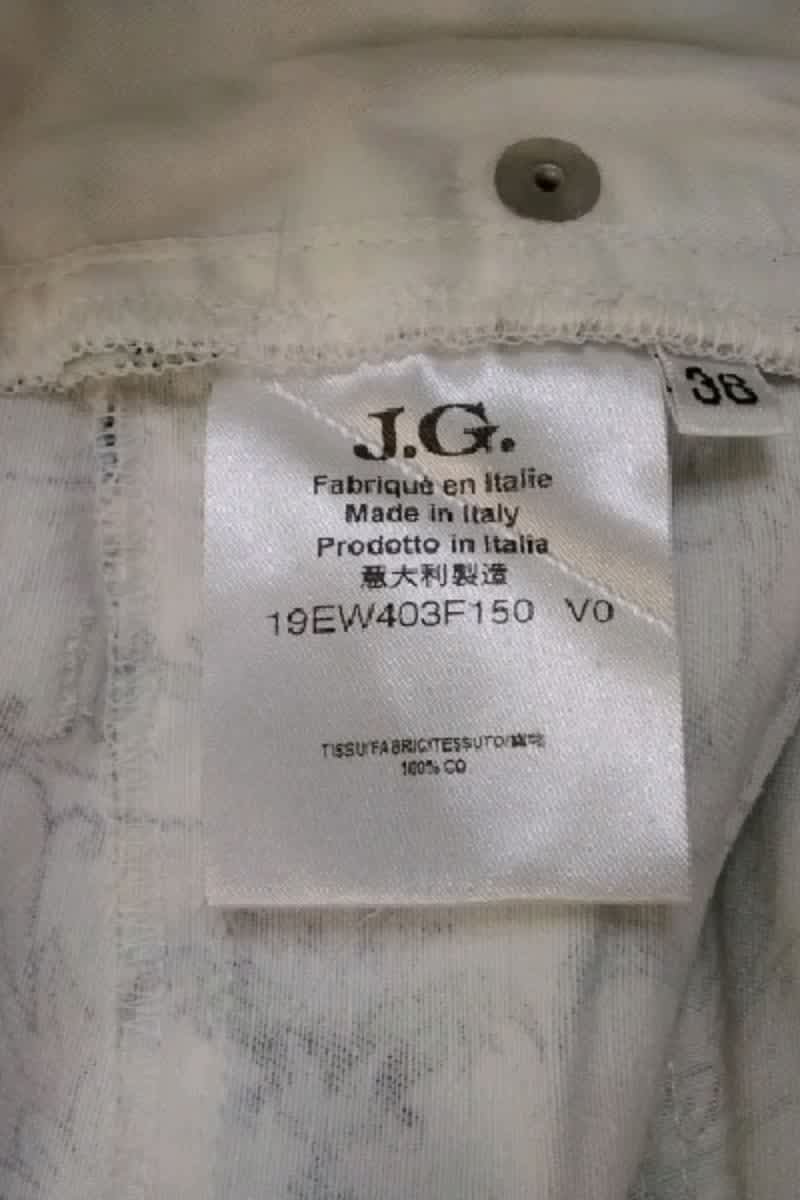 38
J.G.
Fabriqué en Italie
Made in Italy
Prodotto in Italia
意大利製造
19EW403F150 V0
TISSU/FABRIC/TESSUTO/
100% CO